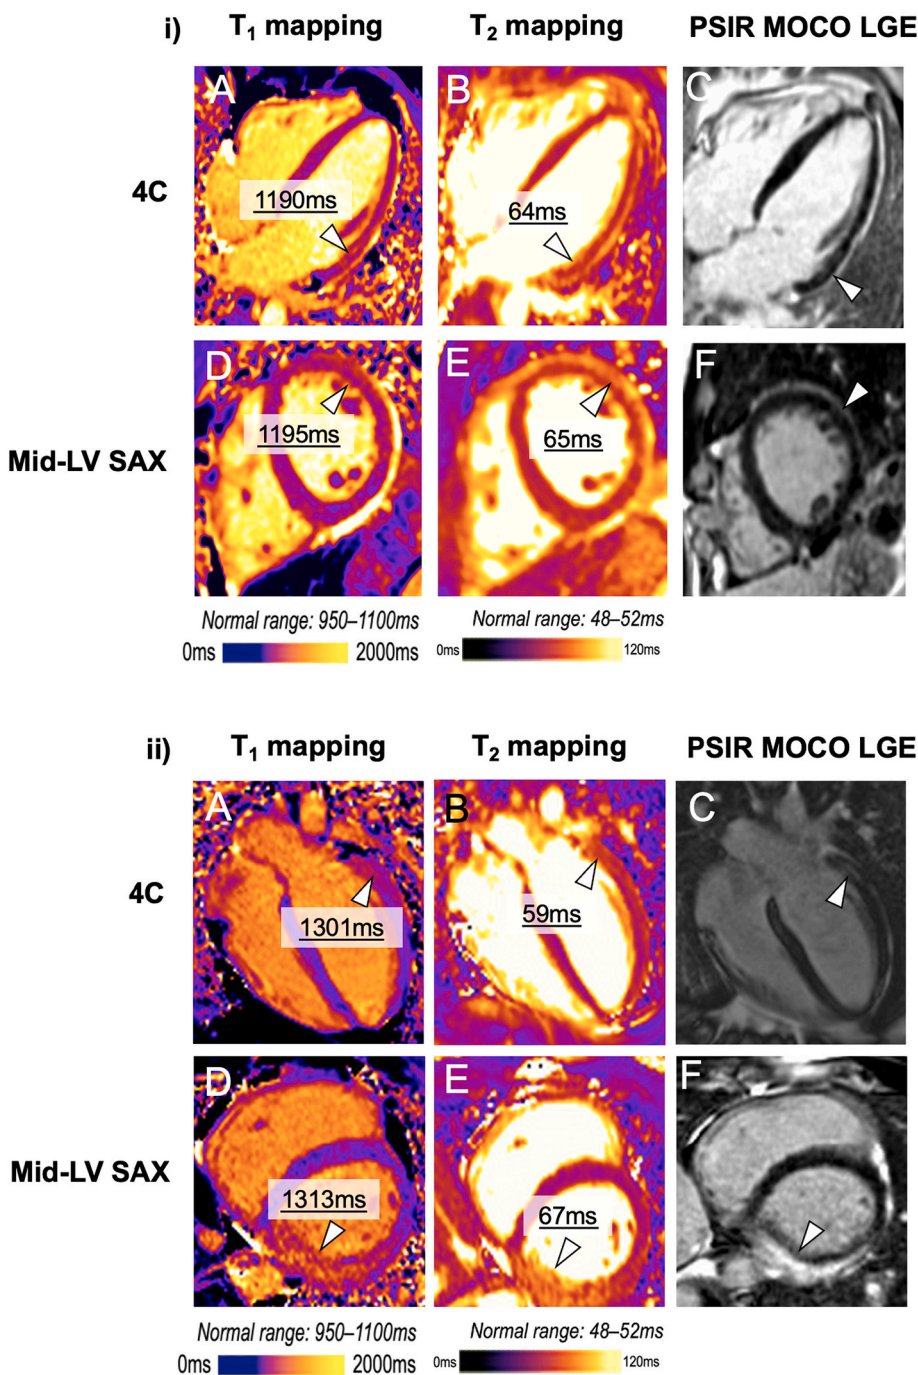 i) T₁ mapping T₂ mapping PSIR MOCO LGE
4C
A B C
1190ms 64ms
Mid-LV SAX
D E F
1195ms 65ms
Normal range: 950–1100ms Normal range: 48–52ms
0ms 2000ms 0ms 120ms
ii) T₁ mapping T₂ mapping PSIR MOCO LGE
4C
A B C
1301ms 59ms
Mid-LV SAX
D E F
1313ms 67ms
Normal range: 950–1100ms Normal range: 48–52ms
0ms 2000ms 0ms 120ms